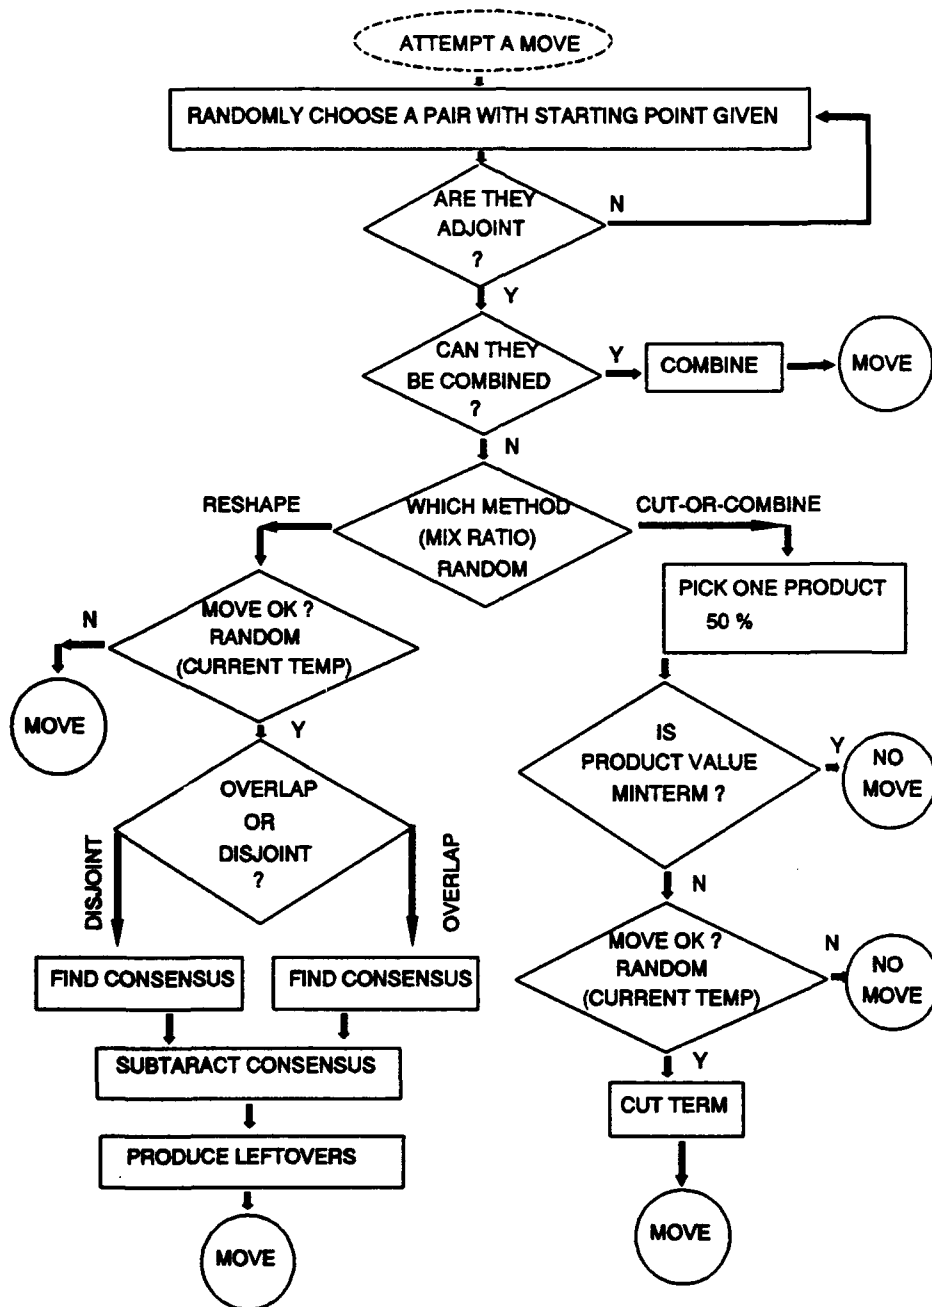 ATTEMPT A MOVE
RANDOMLY CHOOSE A PAIR WITH STARTING POINT GIVEN
ARE THEY
ADJOINT
?
N
Y
CAN THEY
BE COMBINED
?
Y
COMBINE
MOVE
N
WHICH METHOD
(MIX RATIO)
RANDOM
RESHAPE
CUT-OR-COMBINE
MOVE OK ?
RANDOM
(CURRENT TEMP)
N
MOVE
Y
OVERLAP
OR
DISJOINT
?
DISJOINT
OVERLAP
FIND CONSENSUS
FIND CONSENSUS
SUBTARACT CONSENSUS
PRODUCE LEFTOVERS
MOVE
PICK ONE PRODUCT
50 %
IS
PRODUCT VALUE
MINTERM ?
Y
NO
MOVE
N
MOVE OK ?
RANDOM
(CURRENT TEMP)
N
NO
MOVE
Y
CUT TERM
MOVE